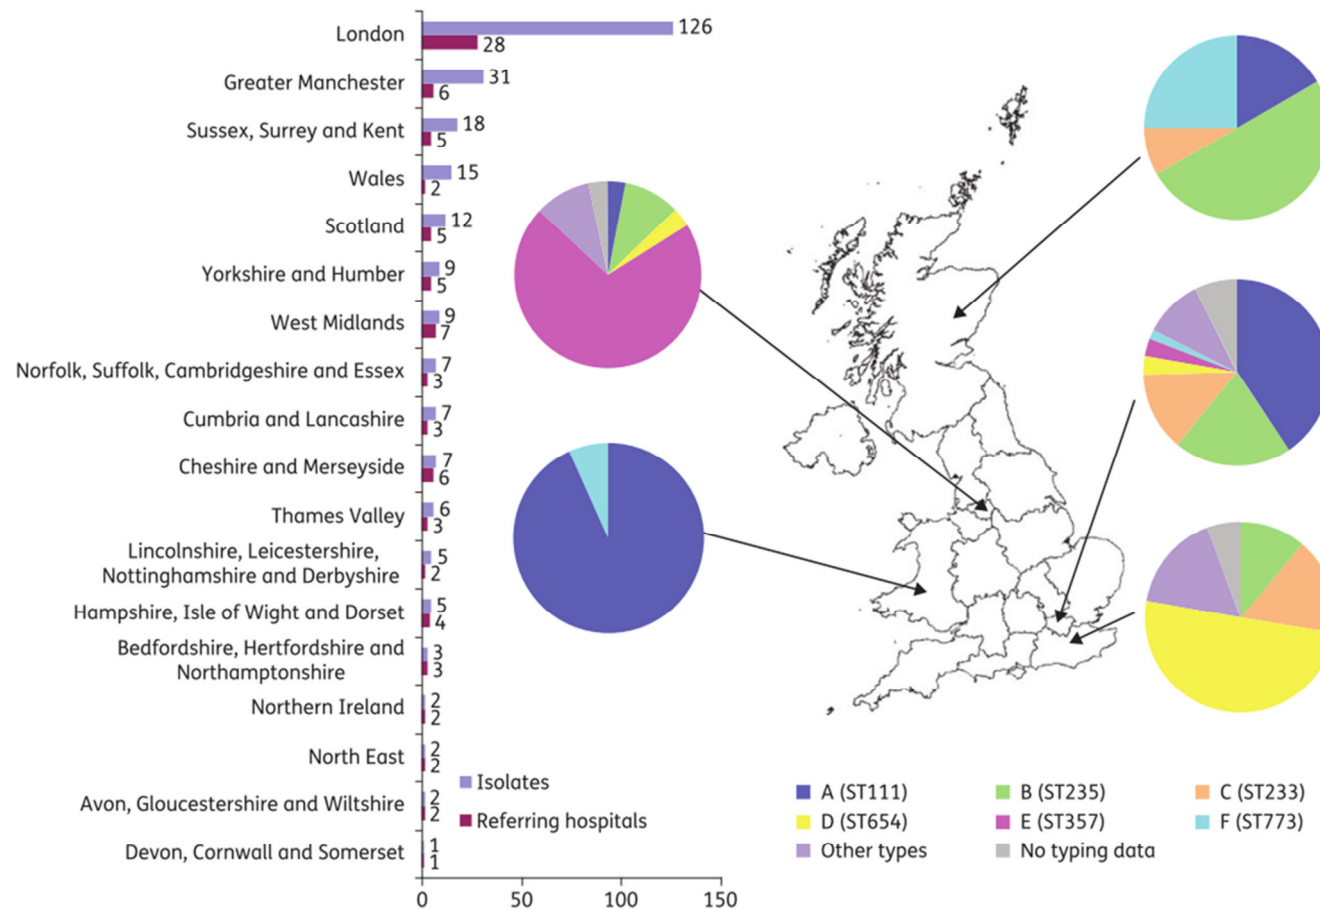 London
126
28
Greater Manchester
31
6
Sussex, Surrey and Kent
18
5
Wales
15
2
Scotland
12
5
Yorkshire and Humber
9
5
West Midlands
9
7
Norfolk, Suffolk, Cambridgeshire and Essex
7
3
Cumbria and Lancashire
7
3
Cheshire and Merseyside
7
6
Thames Valley
6
3
Lincolnshire, Leicestershire,
Nottinghamshire and Derbyshire
5
2
Hampshire, Isle of Wight and Dorset
5
4
Bedfordshire, Hertfordshire and
Northamptonshire
3
3
Northern Ireland
2
2
North East
2
2
Avon, Gloucestershire and Wiltshire
2
2
Devon, Cornwall and Somerset
1
1
0 50 100 150
Isolates
Referring hospitals
A (ST111) B (ST235) C (ST233)
D (ST654) E (ST357) F (ST773)
Other types No typing data